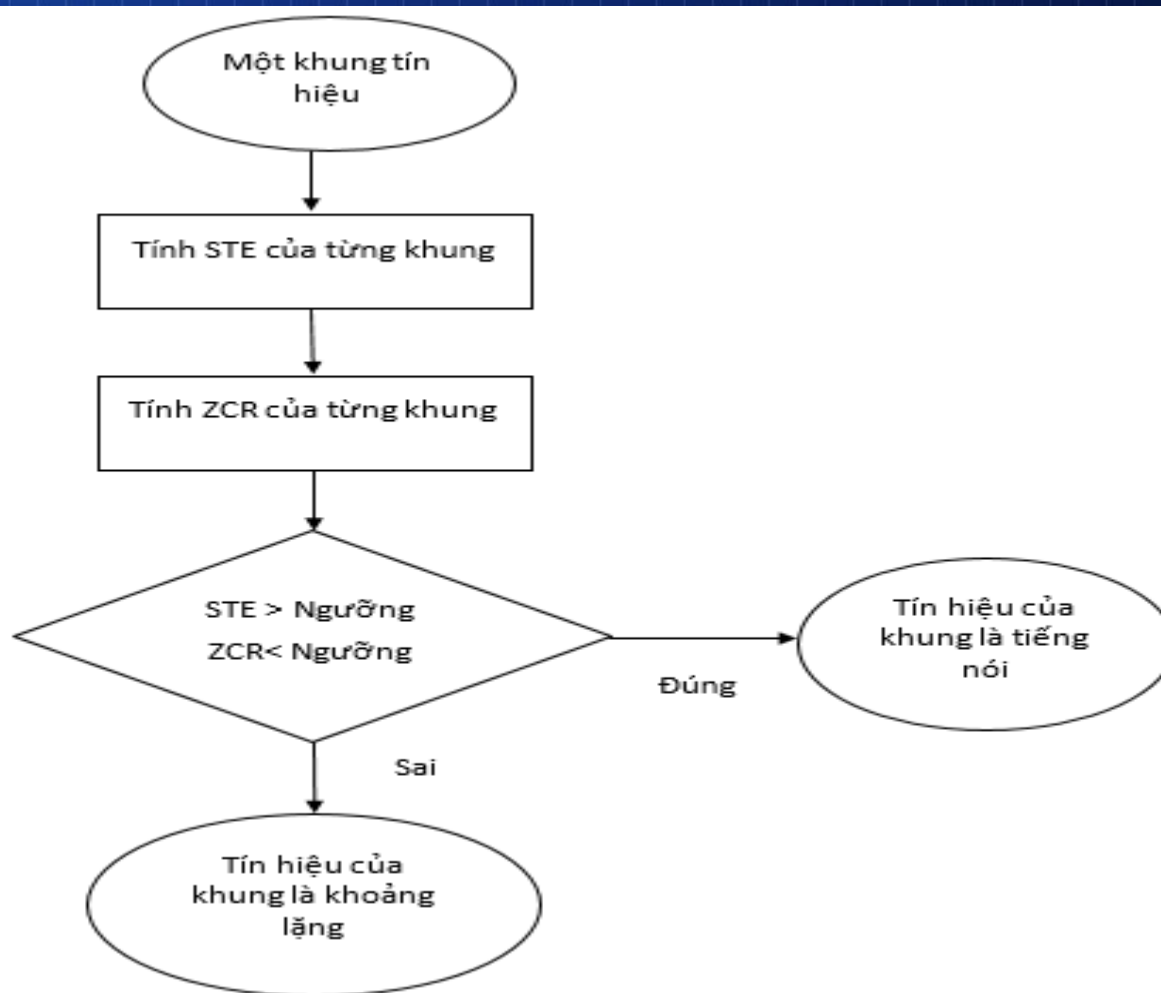 Một khung tín
hiệu
Tính STE của từng khung
Tính ZCR của từng khung
STE > Ngưỡng
ZCR< Ngưỡng
Đúng
Tín hiệu của
khung là tiếng
nói
Sai
Tín hiệu của
khung là khoảng
lặng